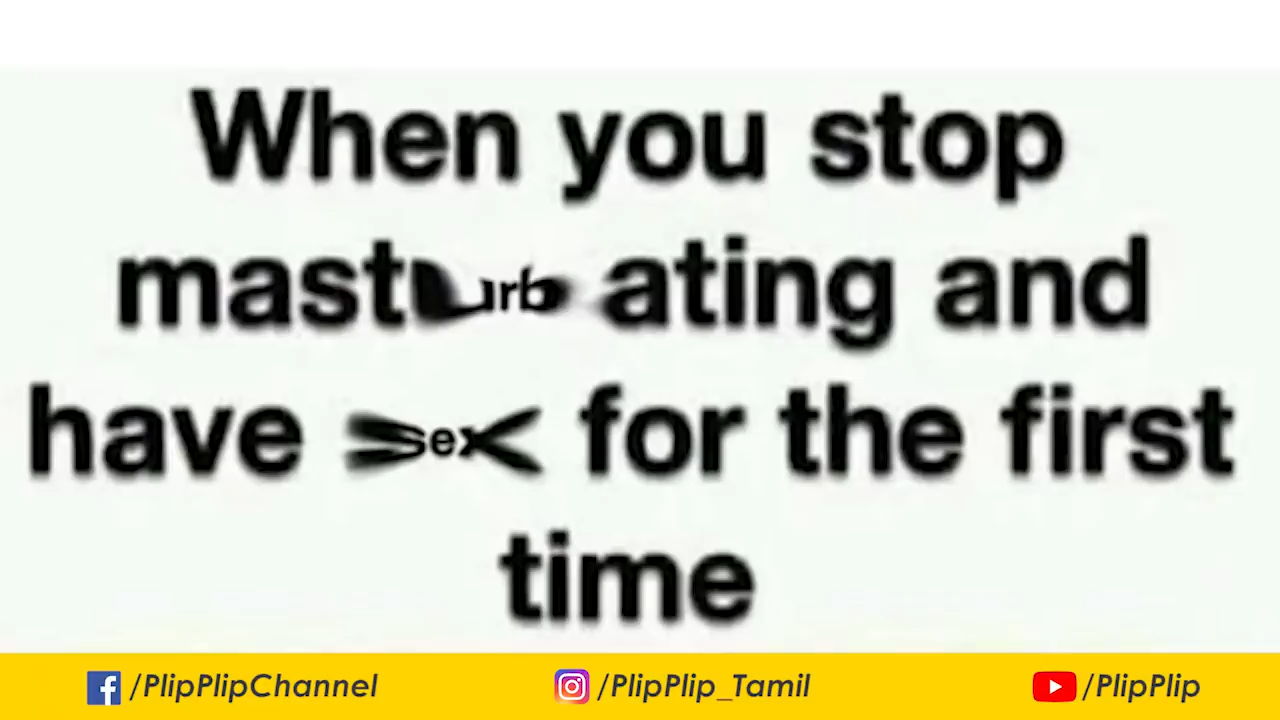 When you stop
masturbating and
have sex for the first
time
/PlipPlipChannel
/PlipPlip_Tamil
/PlipPlip